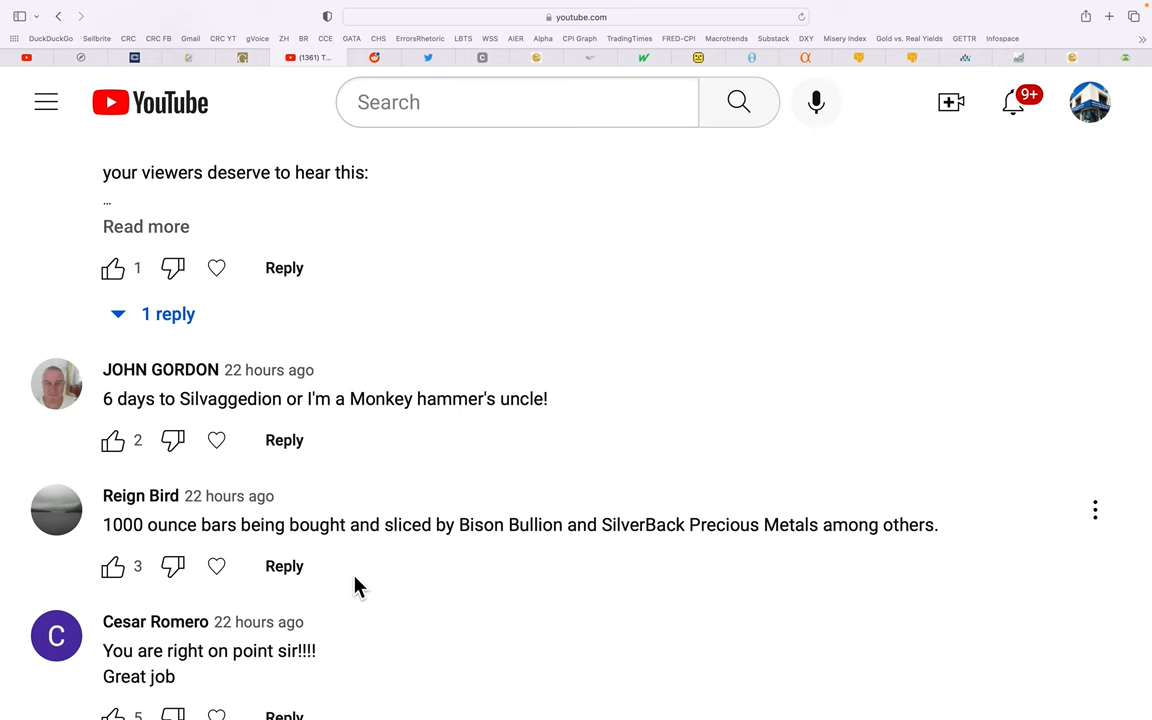 youtube.com
DuckDuckGo Sellbrite CRC CRC FB Gmail CRC YT gVoice ZH BR CCE GATA CHS ErrorsRhetoric LBTS WSS AIER Alpha CPI Graph TradingTimes FRED-CPI Macrotrends Substack DXY Misery Index Gold vs. Real Yields GETTR Infospace
(1361) T...
YouTube
Search
9+
your viewers deserve to hear this:
...
Read more
1 Reply
1 reply
JOHN GORDON 22 hours ago
6 days to Silvaggedion or I'm a Monkey hammer's uncle!
2 Reply
Reign Bird 22 hours ago
1000 ounce bars being bought and sliced by Bison Bullion and SilverBack Precious Metals among others.
3 Reply
C
Cesar Romero 22 hours ago
You are right on point sir!!!!
Great job
5 Reply